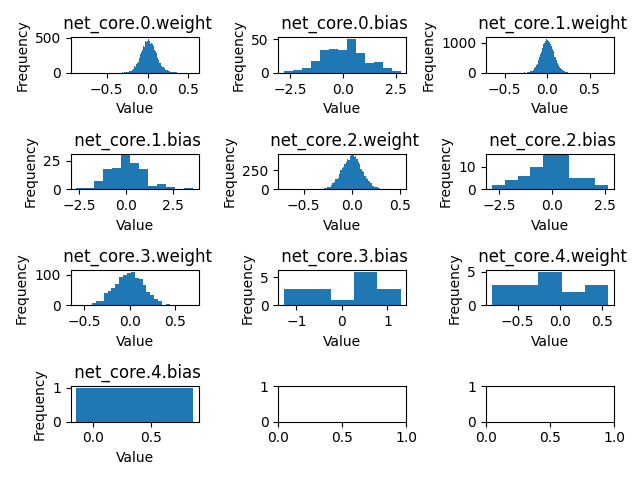 net_core.0.weight
net_core.0.bias
net_core.1.weight
Frequency
500
0
−0.5
0.0
0.5
Value
Frequency
50
0
−2.5
0.0
2.5
Value
Frequency
1000
0
−0.5
0.0
0.5
Value
net_core.1.bias
net_core.2.weight
net_core.2.bias
Frequency
25
0
−2.5
0.0
2.5
Value
Frequency
250
0
−0.5
0.0
0.5
Value
Frequency
10
0
−2.5
0.0
2.5
Value
net_core.3.weight
net_core.3.bias
net_core.4.weight
Frequency
100
0
−0.5
0.0
0.5
Value
Frequency
5
0
−1
0
1
Value
Frequency
5
0
−0.5
0.0
0.5
Value
net_core.4.bias
Frequency
1
0
0.0
0.5
Value
1
0
0.0
0.5
1.0
1
0
0.0
0.5
1.0